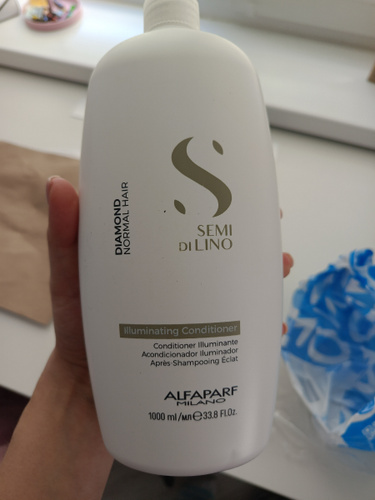 DIAMOND
NORMAL HAIR
SEMI
DI LINO
Illuminating Conditioner
Conditioner Illuminante
Acondicionador Iluminador
Après-Shampooing Éclat
ALFAPARF
MILANO
1000 ml/мл ℮ 33.8 Fl.Oz.